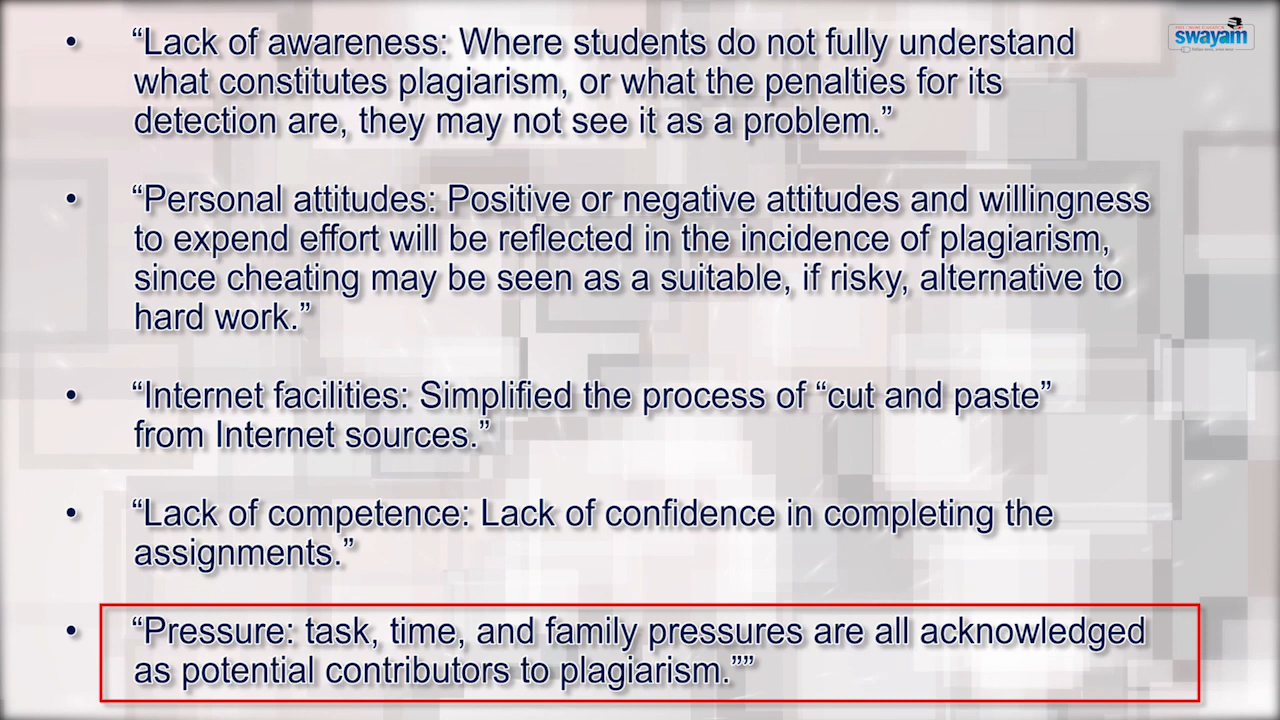 swayam
• “Lack of awareness: Where students do not fully understand
what constitutes plagiarism, or what the penalties for its
detection are, they may not see it as a problem.”
• “Personal attitudes: Positive or negative attitudes and willingness
to expend effort will be reflected in the incidence of plagiarism,
since cheating may be seen as a suitable, if risky, alternative to
hard work.”
• “Internet facilities: Simplified the process of “cut and paste”
from Internet sources.”
• “Lack of competence: Lack of confidence in completing the
assignments.”
• “Pressure: task, time, and family pressures are all acknowledged
as potential contributors to plagiarism.””